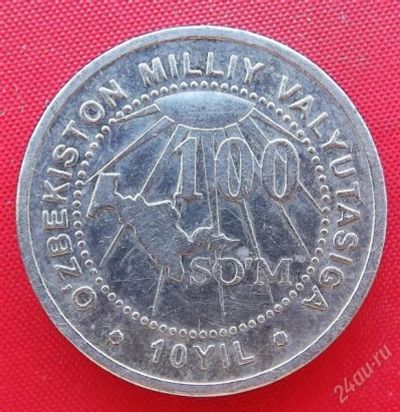 O'ZBEKISTON MILLIY VALYUTASIGA
100
SO'M
10 YIL
24au.ru